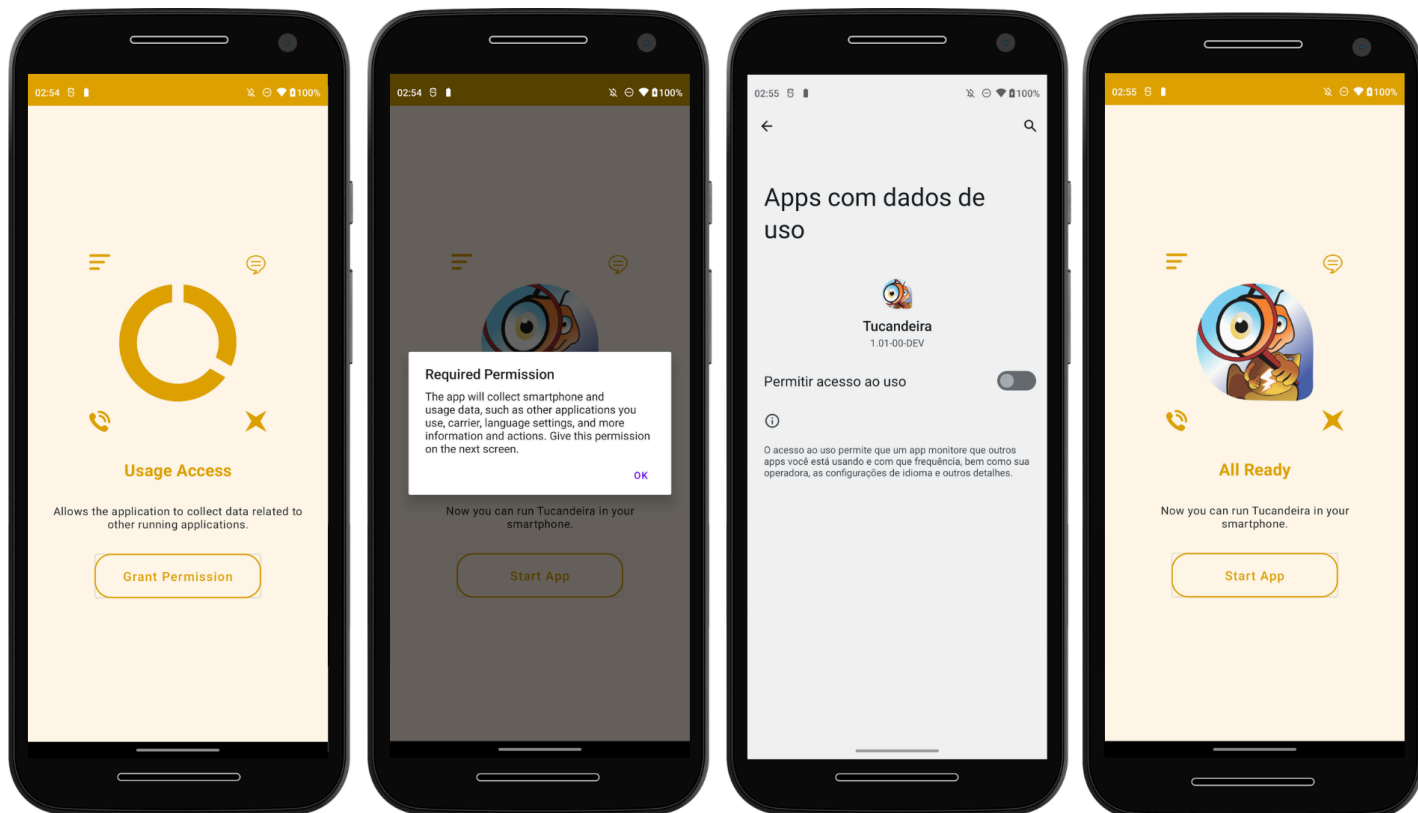 02:54
100%
Usage Access
Allows the application to collect data related to
other running applications.
Grant Permission
02:54
100%
Required Permission
The app will collect smartphone and
usage data, such as other applications you
use, carrier, language settings, and more
information and actions. Give this permission
on the next screen.
OK
Now you can run Tucandeira in your
smartphone.
Start App
02:55
100%
Apps com dados de
uso
Tucandeira
1.01-00-DEV
Permitir acesso ao uso
O acesso ao uso permite que um app monitore que outros
apps você está usando e com que frequência, bem como sua
operadora, as configurações de idioma e outros detalhes.
02:55
100%
All Ready
Now you can run Tucandeira in your
smartphone.
Start App